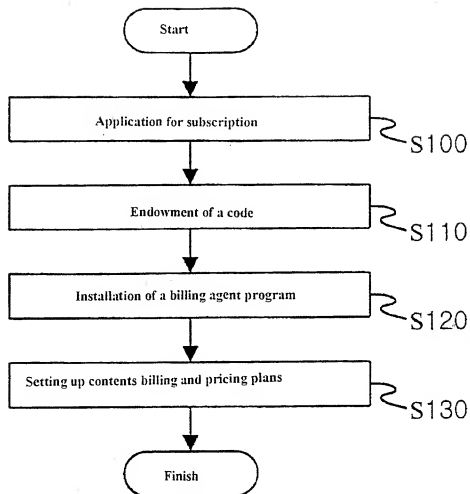 Start
Application for subscription
S100
Endowment of a code
S110
Installation of a billing agent program
S120
Setting up contents billing and pricing plans
S130
Finish